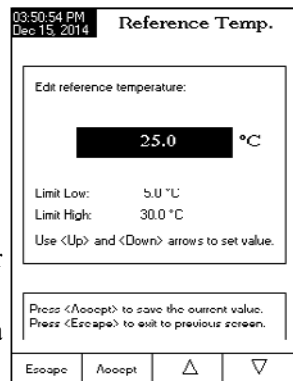 03:50:54 PM
Dec 15, 2014
Reference Temp.
Edit reference temperature:
25.0 °C
Limit Low: 5.0 °C
Limit High: 30.0 °C
Use <Up> and <Down> arrows to set value.
Press <Accept> to save the current value.
Press <Escape> to exit to previous screen.
Escape Accept △ ▽